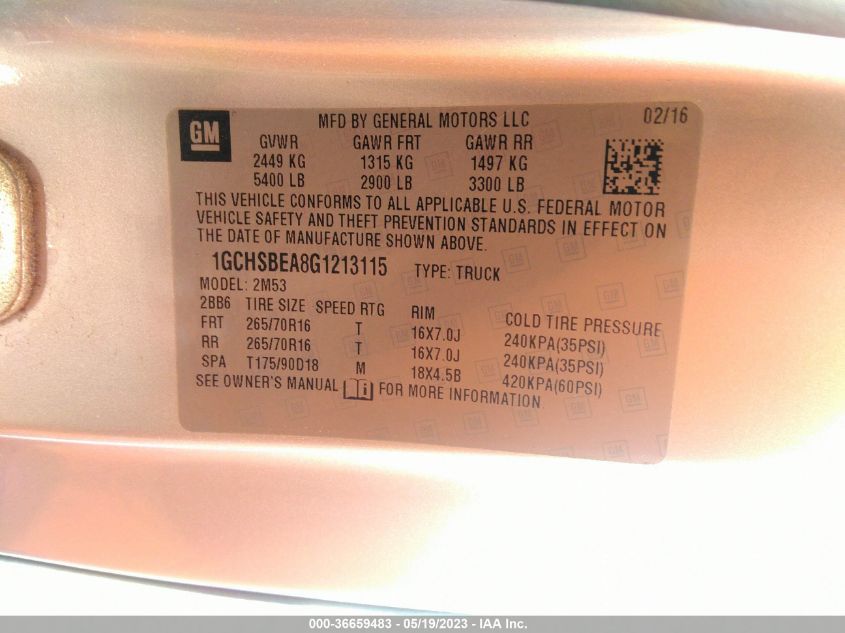 GM
MFD BY GENERAL MOTORS LLC 02/16
GVWR GAWR FRT GAWR RR
2449 KG 1315 KG 1497 KG
5400 LB 2900 LB 3300 LB
THIS VEHICLE CONFORMS TO ALL APPLICABLE U.S. FEDERAL MOTOR
VEHICLE SAFETY AND THEFT PREVENTION STANDARDS IN EFFECT ON
THE DATE OF MANUFACTURE SHOWN ABOVE.
1GCHSBEA8G1213115 TYPE: TRUCK
MODEL: 2M53
2BB6 TIRE SIZE SPEED RTG RIM COLD TIRE PRESSURE
FRT 265/70R16 T 16X7.0J 240KPA(35PSI)
RR 265/70R16 T 16X7.0J 240KPA(35PSI)
SPA T175/90D18 M 18X4.5B 420KPA(60PSI)
SEE OWNER'S MANUAL FOR MORE INFORMATION.
000-36659483 - 05/19/2023 - IAA Inc.